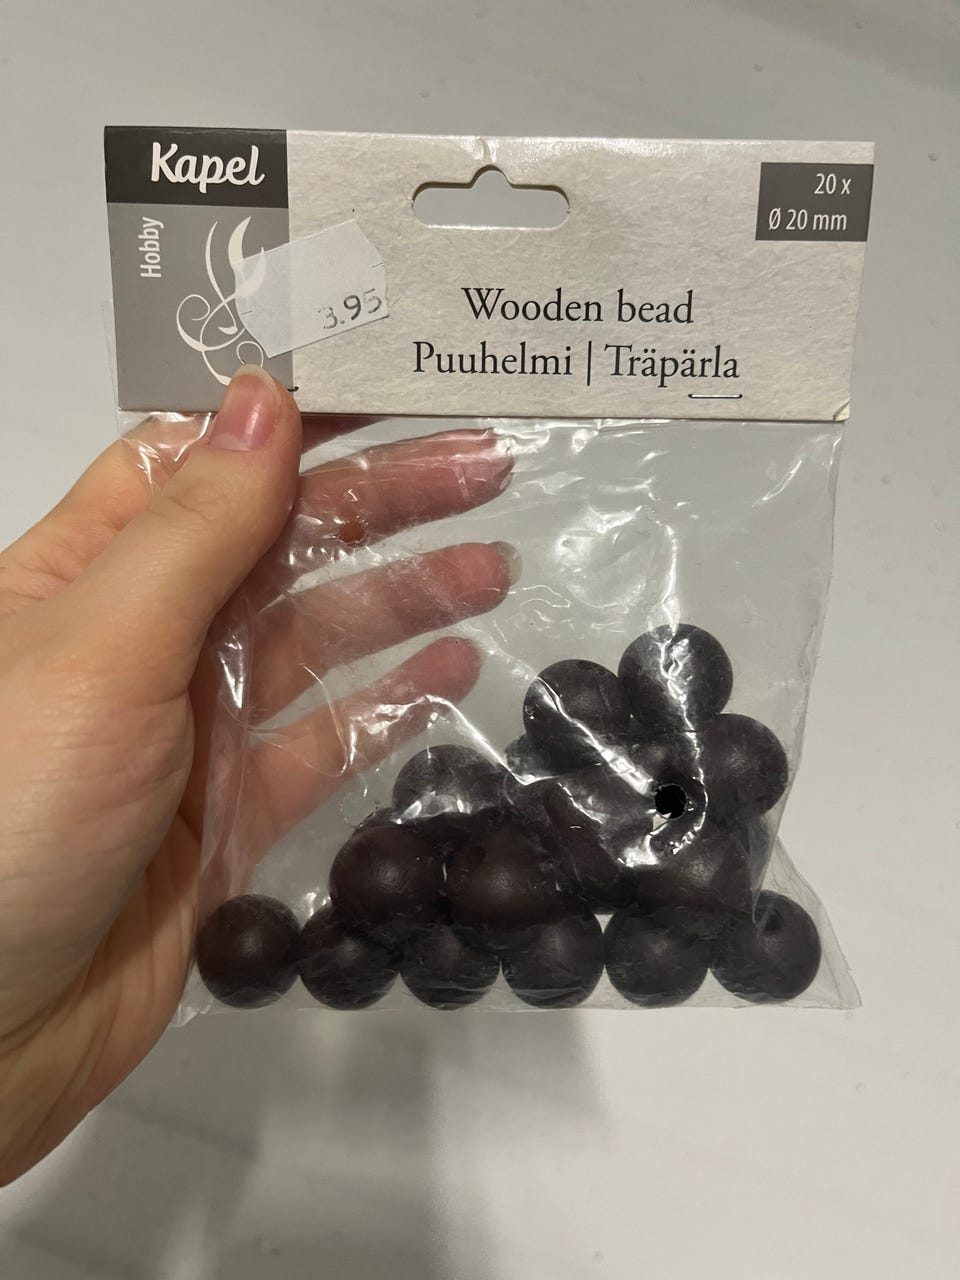 Kapel
Hobby
20 x
Ø 20 mm
3.95
Wooden bead
Puuhelmi | Träpärla